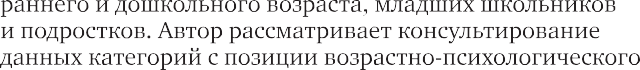 раннего и дошкольного возраста, младших школьников
и подростков. Автор рассматривает консультирование
данных категорий с позиции возрастно-психологического